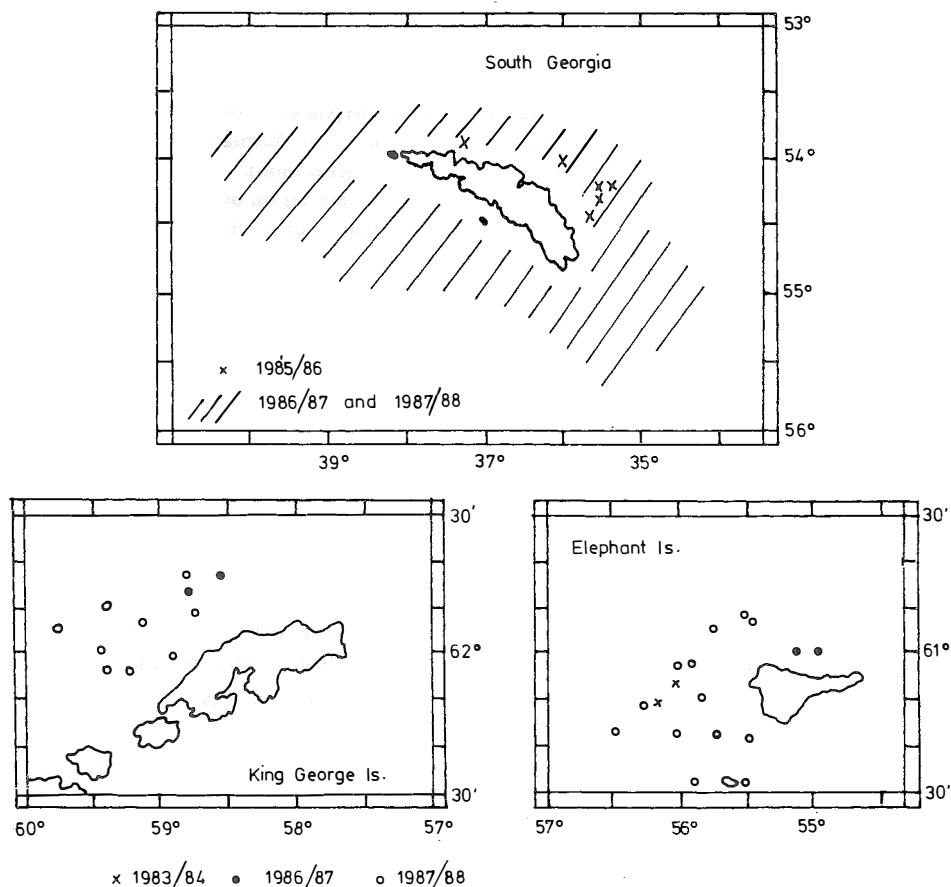 53°
South Georgia
54°
55°
x 1985/86
/// 1986/87 and 1987/88
56°
39° 37° 35°
30'
62°
King George Is.
30'
60° 59° 58° 57°
30'
Elephant Is.
61°
30'
57° 56° 55°
x 1983/84 ● 1986/87 ○ 1987/88